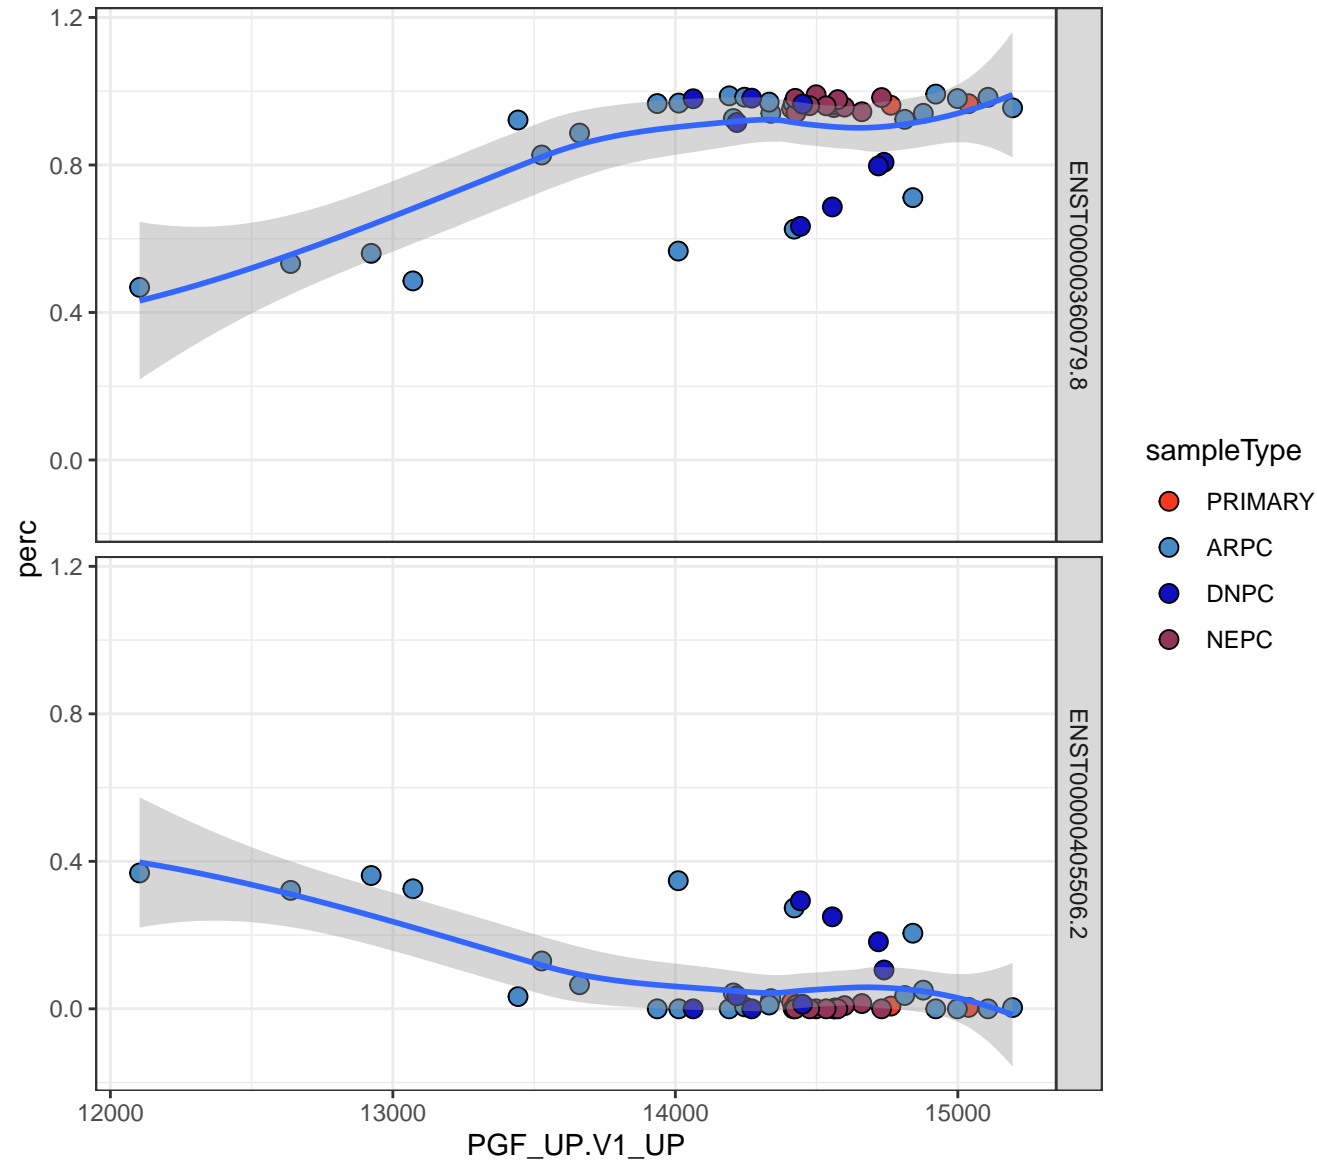 1.2
0.8
0.4
0.0
ENST00000360079.8
perc
1.2
0.8
0.4
0.0
ENST00000405506.2
12000
13000
14000
15000
PGF_UP.V1_UP
sampleType
PRIMARY
ARPC
DNPC
NEPC